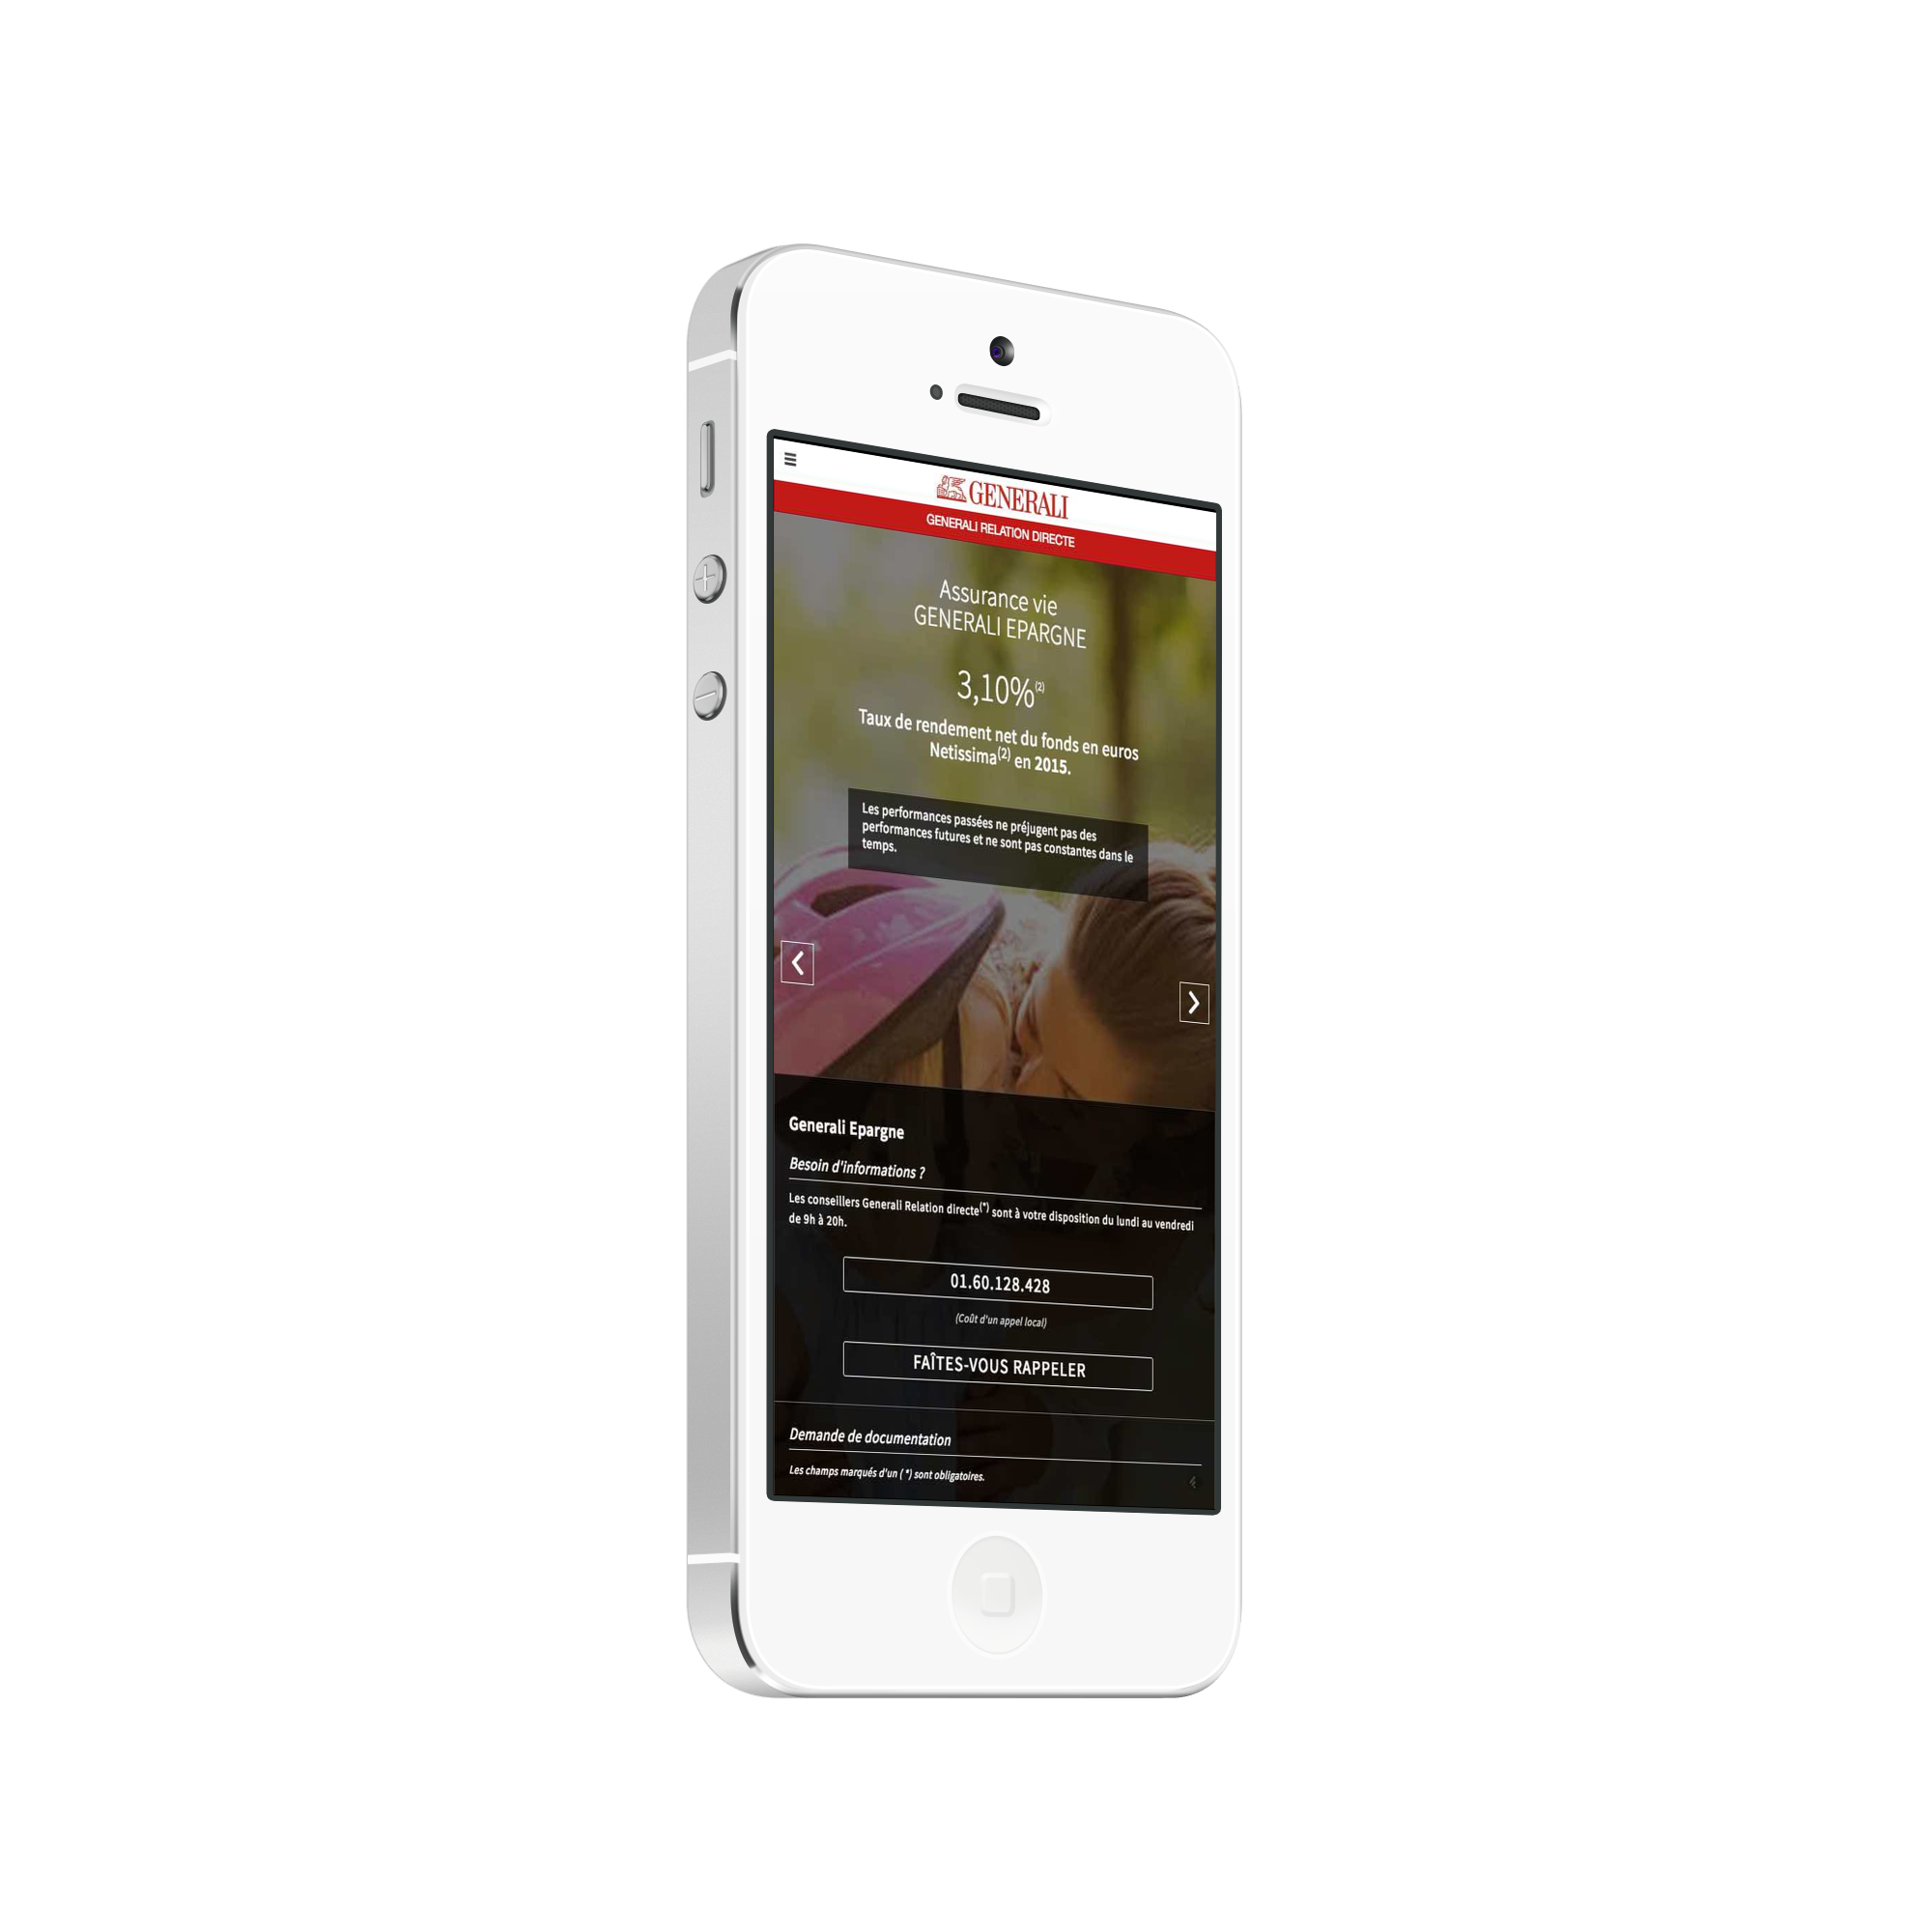 GENERALI
GENERALI RELATION DIRECTE
Assurance vie
GENERALI EPARGNE
3,10%(2)
Taux de rendement net du fonds en euros
Netissima(2) en 2015.
Les performances passées ne préjugent pas des
performances futures et ne sont pas constantes dans le
temps.
Generali Epargne
Besoin d'informations ?
Les conseillers Generali Relation directe(*) sont à votre disposition du lundi au vendredi
de 9h à 20h.
01.60.128.428
(Coût d'un appel local)
FAÎTES-VOUS RAPPELER
Demande de documentation
Les champs marqués d'un ( *) sont obligatoires.